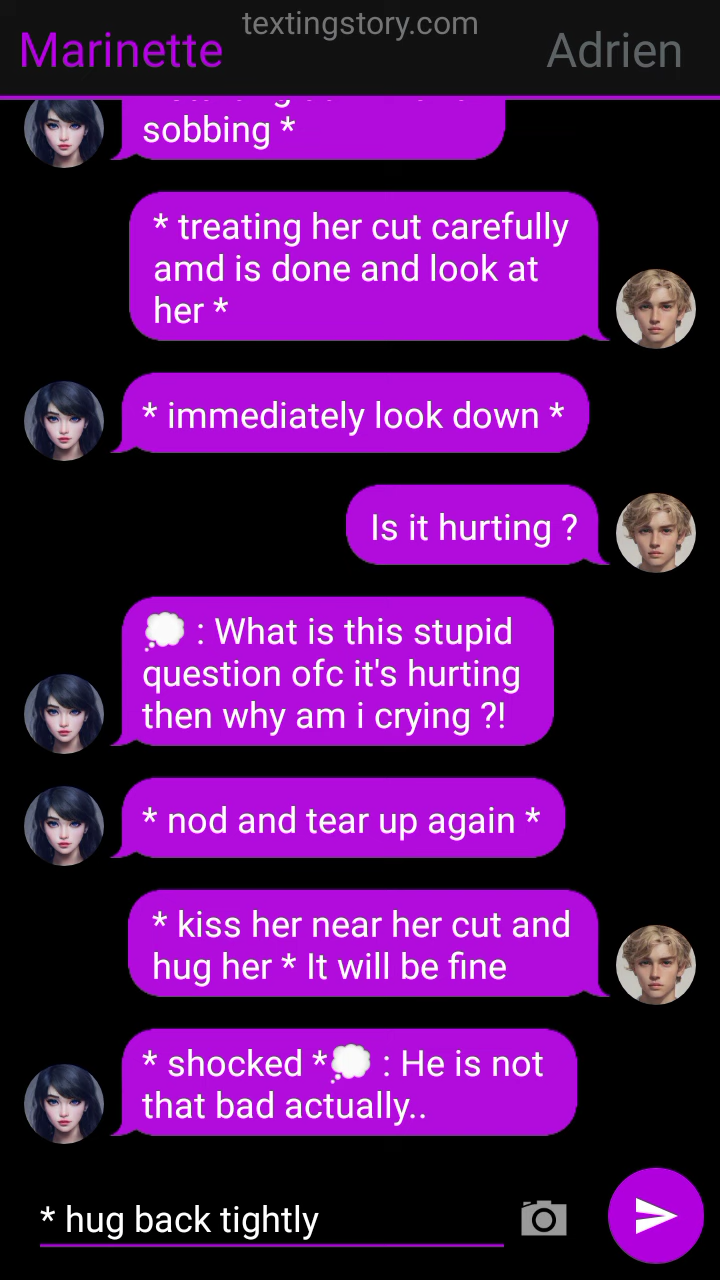 textingstory.com
Marinette
Adrien
sobbing *
* treating her cut carefully
amd is done and look at
her *
* immediately look down *
Is it hurting ?
💭 : What is this stupid
question ofc it's hurting
then why am i crying ?!
* nod and tear up again *
* kiss her near her cut and
hug her * It will be fine
* shocked *💭 : He is not
that bad actually..
* hug back tightly